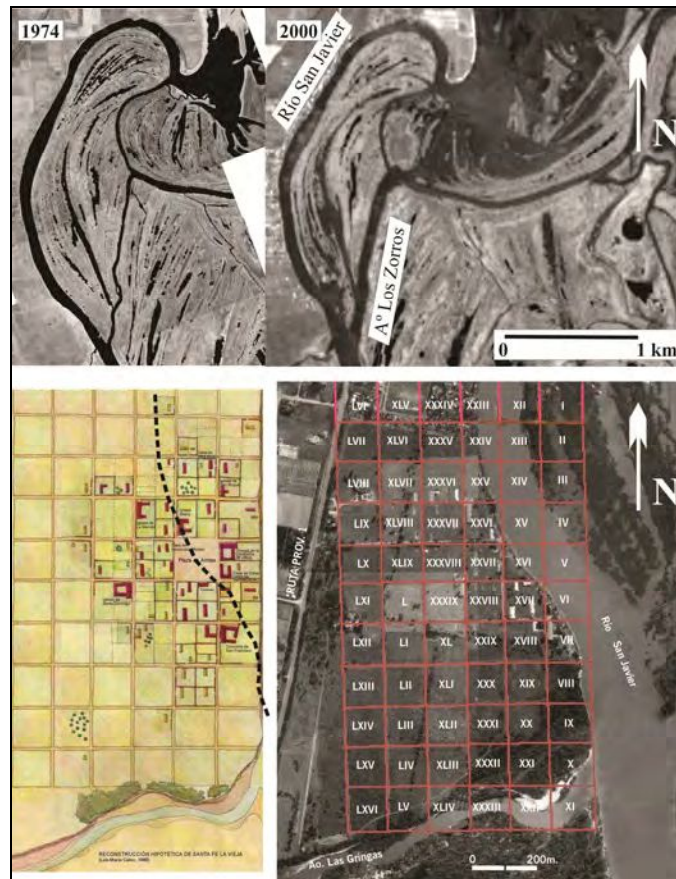 1974
2000
Río San Javier
N
Aº Los Zorros
0 1 km
RECONSTRUCCIÓN HIPOTÉTICA DE SANTA FE LA VIEJA
LVI XLV XXXIV XXIII XII I
LVII XLVI XXXV XXIV XIII II
LVIII XLVII XXXVI XXV XIV III
N
LIX XLVIII XXXVII XXVI XV IV
RUTA PROV. 1
LX XLIX XXXVIII XXVII XVI V
LXI L XXXIX XXVIII XVII VI
LXII LI XL XXIX XVIII VII
Río San Javier
LXIII LII XLI XXX XIX VIII
LXIV LIII XLII XXXI XX IX
LXV LIV XLIII XXXII XXI X
LXVI LV XLIV XXXIII XXII XI
Ao. Las Gringas
0 200m.